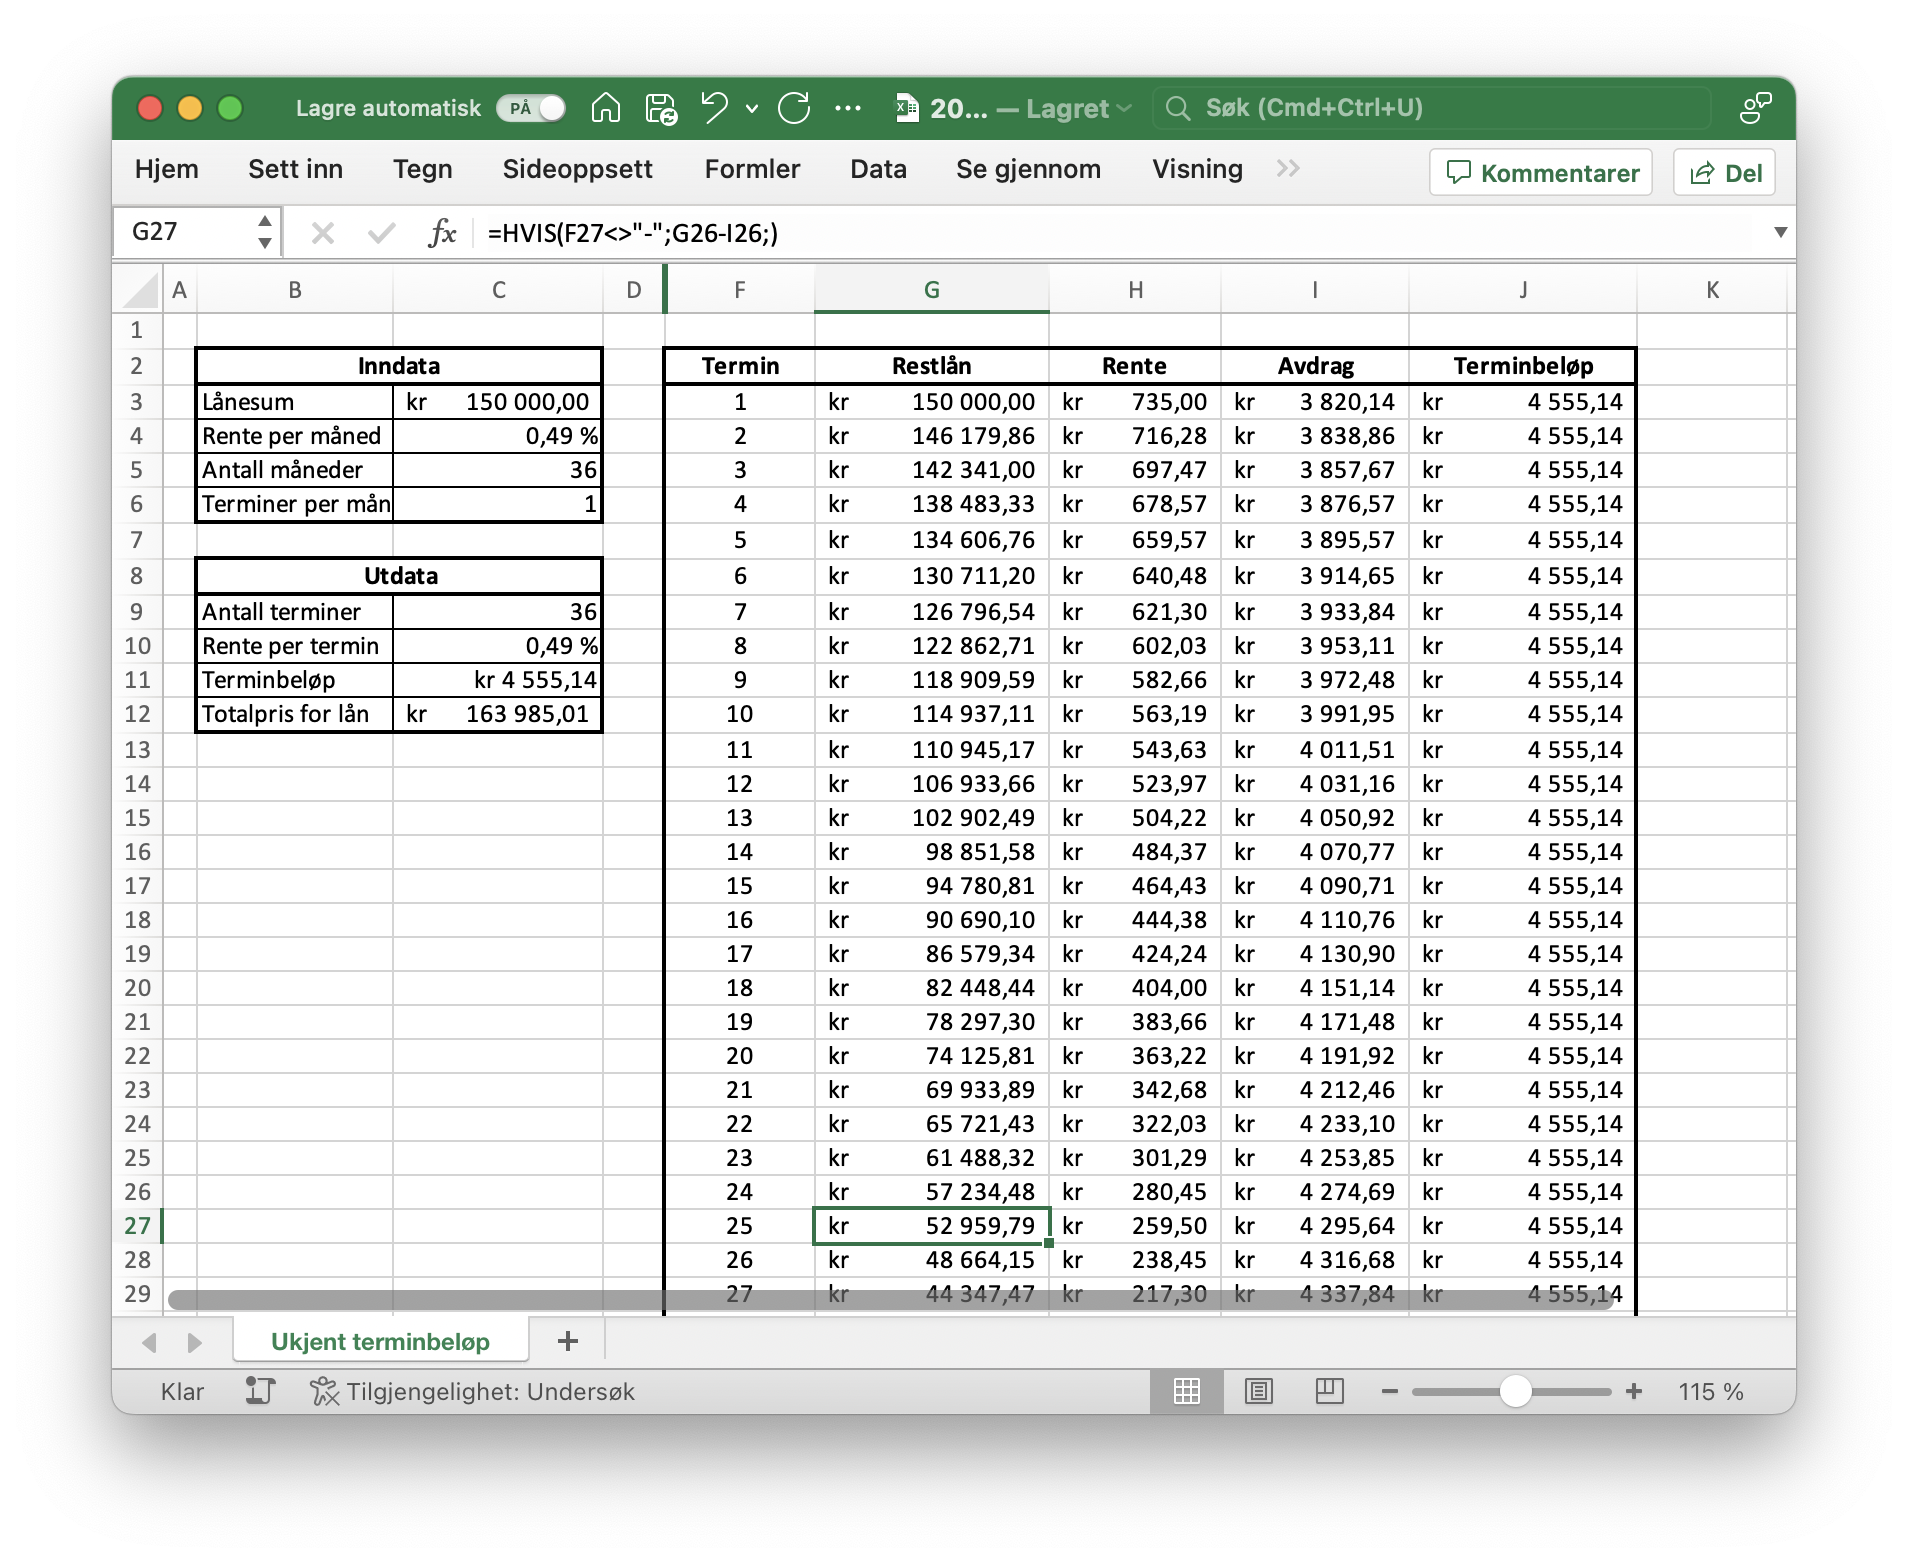 Lagre automatisk PÅ 20... — Lagret Søk (Cmd+Ctrl+U)
Hjem Sett inn Tegn Sideoppsett Formler Data Se gjennom Visning >> Kommentarer Del
G27 fx =HVIS(F27<>"-";G26-I26;)
A B C D F G H I J K
1
2 Inndata Termin Restlån Rente Avdrag Terminbeløp
3 Lånesum kr 150 000,00 1 kr 150 000,00 kr 735,00 kr 3 820,14 kr 4 555,14
4 Rente per måned 0,49 % 2 kr 146 179,86 kr 716,28 kr 3 838,86 kr 4 555,14
5 Antall måneder 36 3 kr 142 341,00 kr 697,47 kr 3 857,67 kr 4 555,14
6 Terminer per mån 1 4 kr 138 483,33 kr 678,57 kr 3 876,57 kr 4 555,14
7 5 kr 134 606,76 kr 659,57 kr 3 895,57 kr 4 555,14
8 Utdata 6 kr 130 711,20 kr 640,48 kr 3 914,65 kr 4 555,14
9 Antall terminer 36 7 kr 126 796,54 kr 621,30 kr 3 933,84 kr 4 555,14
10 Rente per termin 0,49 % 8 kr 122 862,71 kr 602,03 kr 3 953,11 kr 4 555,14
11 Terminbeløp kr 4 555,14 9 kr 118 909,59 kr 582,66 kr 3 972,48 kr 4 555,14
12 Totalpris for lån kr 163 985,01 10 kr 114 937,11 kr 563,19 kr 3 991,95 kr 4 555,14
13 11 kr 110 945,17 kr 543,63 kr 4 011,51 kr 4 555,14
14 12 kr 106 933,66 kr 523,97 kr 4 031,16 kr 4 555,14
15 13 kr 102 902,49 kr 504,22 kr 4 050,92 kr 4 555,14
16 14 kr 98 851,58 kr 484,37 kr 4 070,77 kr 4 555,14
17 15 kr 94 780,81 kr 464,43 kr 4 090,71 kr 4 555,14
18 16 kr 90 690,10 kr 444,38 kr 4 110,76 kr 4 555,14
19 17 kr 86 579,34 kr 424,24 kr 4 130,90 kr 4 555,14
20 18 kr 82 448,44 kr 404,00 kr 4 151,14 kr 4 555,14
21 19 kr 78 297,30 kr 383,66 kr 4 171,48 kr 4 555,14
22 20 kr 74 125,81 kr 363,22 kr 4 191,92 kr 4 555,14
23 21 kr 69 933,89 kr 342,68 kr 4 212,46 kr 4 555,14
24 22 kr 65 721,43 kr 322,03 kr 4 233,10 kr 4 555,14
25 23 kr 61 488,32 kr 301,29 kr 4 253,85 kr 4 555,14
26 24 kr 57 234,48 kr 280,45 kr 4 274,69 kr 4 555,14
27 25 kr 52 959,79 kr 259,50 kr 4 295,64 kr 4 555,14
28 26 kr 48 664,15 kr 238,45 kr 4 316,68 kr 4 555,14
29 27 kr 44 347,47 kr 217,30 kr 4 337,84 kr 4 555,14
Ukjent terminbeløp +
Klar Tilgjengelighet: Undersøk 115 %